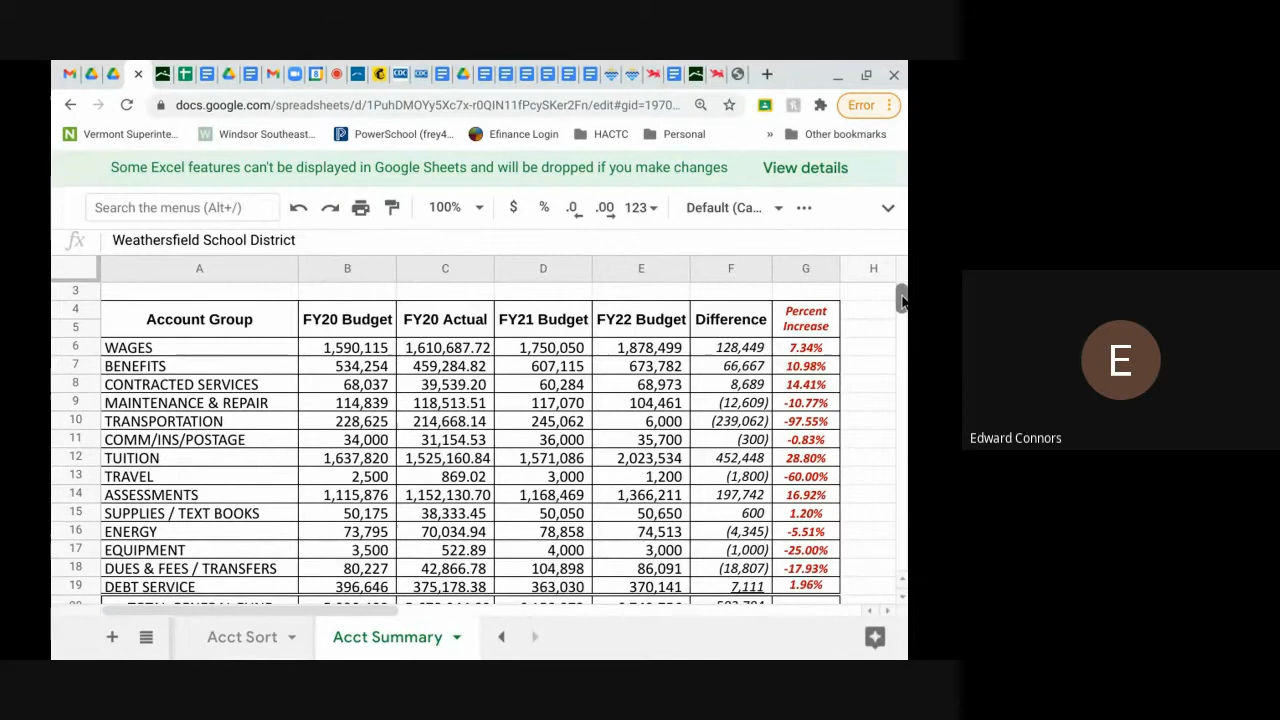 docs.google.com/spreadsheets/d/1PuhDMOYy5Xc7x-r0QIN11fPcySKer2Fn/edit#gid=1970... Error
Vermont Superinte... Windsor Southeast... PowerSchool (frey4... Efinance Login HACTC Personal » Other bookmarks
Some Excel features can't be displayed in Google Sheets and will be dropped if you make changes View details
Search the menus (Alt+/) 100% $ % .0 .00 123 Default (Ca... ...
fx Weathersfield School District
A B C D E F G H
3
4 5 Account Group FY20 Budget FY20 Actual FY21 Budget FY22 Budget Difference Percent Increase
6 WAGES 1,590,115 1,610,687.72 1,750,050 1,878,499 128,449 7.34%
7 BENEFITS 534,254 459,284.82 607,115 673,782 66,667 10.98%
8 CONTRACTED SERVICES 68,037 39,539.20 60,284 68,973 8,689 14.41%
9 MAINTENANCE & REPAIR 114,839 118,513.51 117,070 104,461 (12,609) -10.77%
10 TRANSPORTATION 228,625 214,668.14 245,062 6,000 (239,062) -97.55%
11 COMM/INS/POSTAGE 34,000 31,154.53 36,000 35,700 (300) -0.83%
12 TUITION 1,637,820 1,525,160.84 1,571,086 2,023,534 452,448 28.80%
13 TRAVEL 2,500 869.02 3,000 1,200 (1,800) -60.00%
14 ASSESSMENTS 1,115,876 1,152,130.70 1,168,469 1,366,211 197,742 16.92%
15 SUPPLIES / TEXT BOOKS 50,175 38,333.45 50,050 50,650 600 1.20%
16 ENERGY 73,795 70,034.94 78,858 74,513 (4,345) -5.51%
17 EQUIPMENT 3,500 522.89 4,000 3,000 (1,000) -25.00%
18 DUES & FEES / TRANSFERS 80,227 42,866.78 104,898 86,091 (18,807) -17.93%
19 DEBT SERVICE 396,646 375,178.38 363,030 370,141 7,111 1.96%
Acct Sort Acct Summary
E
Edward Connors